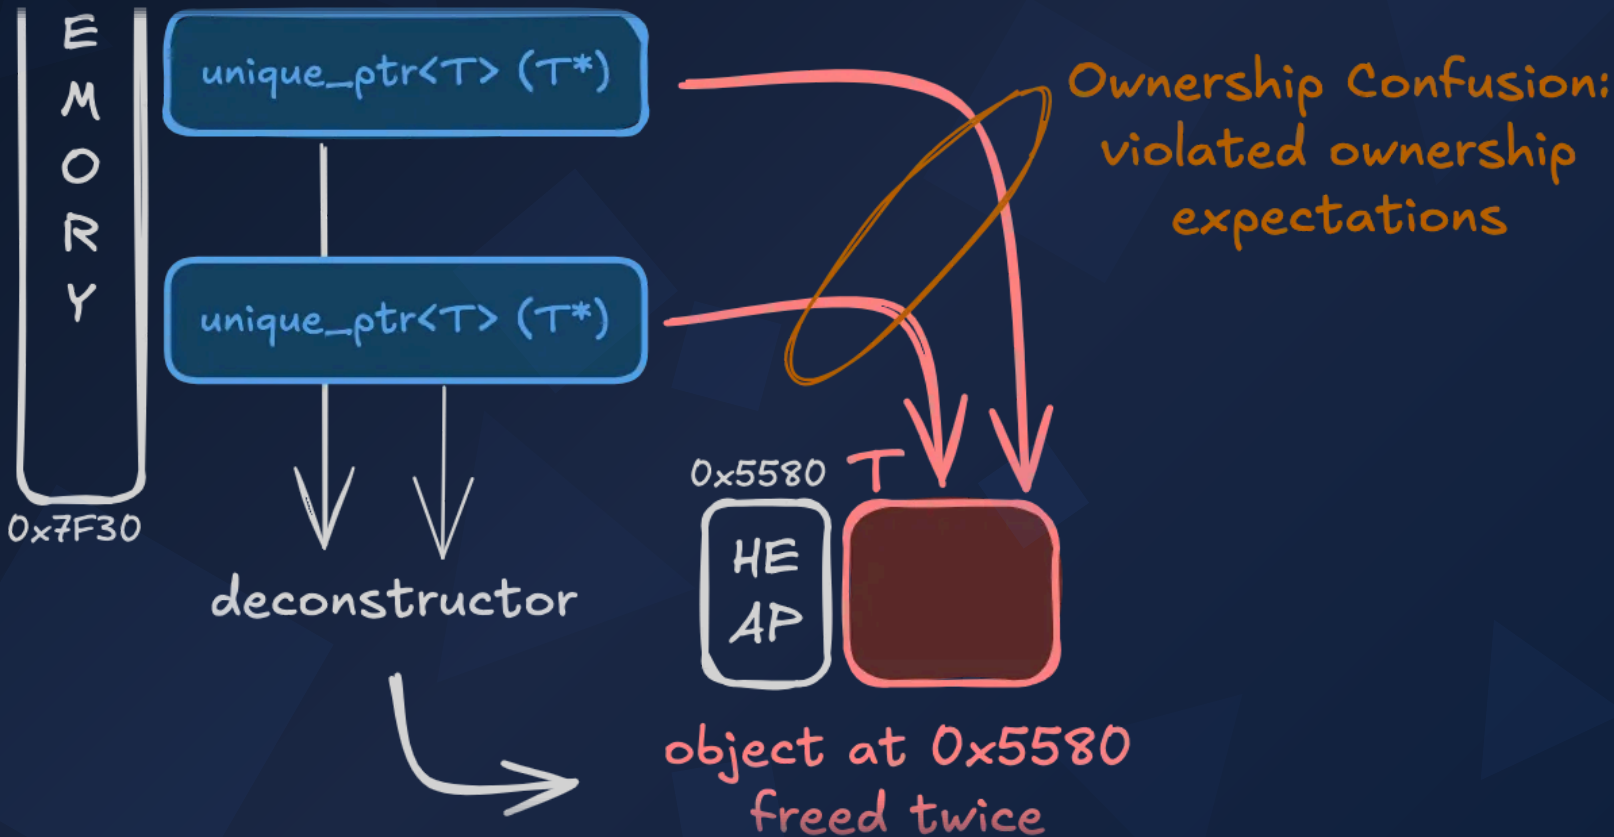 E
M
O
R
Y
0x7F30
unique_ptr<T> (T*)
unique_ptr<T> (T*)
Ownership Confusion:
violated ownership
expectations
deconstructor
0x5580
T
HE
AP
object at 0x5580
freed twice